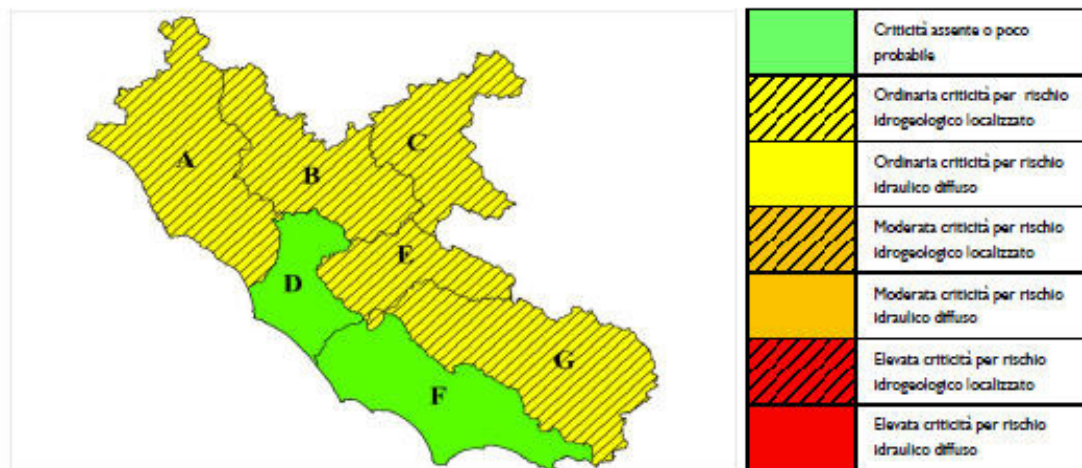 A
B
C
D
E
F
G
Criticità assente o poco
probabile
Ordinaria criticità per rischio
idrogeologico localizzato
Ordinaria criticità per rischio
idraulico diffuso
Moderata criticità per rischio
idrogeologico localizzato
Moderata criticità per rischio
idraulico diffuso
Elevata criticità per rischio
idrogeologico localizzato
Elevata criticità per rischio
idraulico diffuso